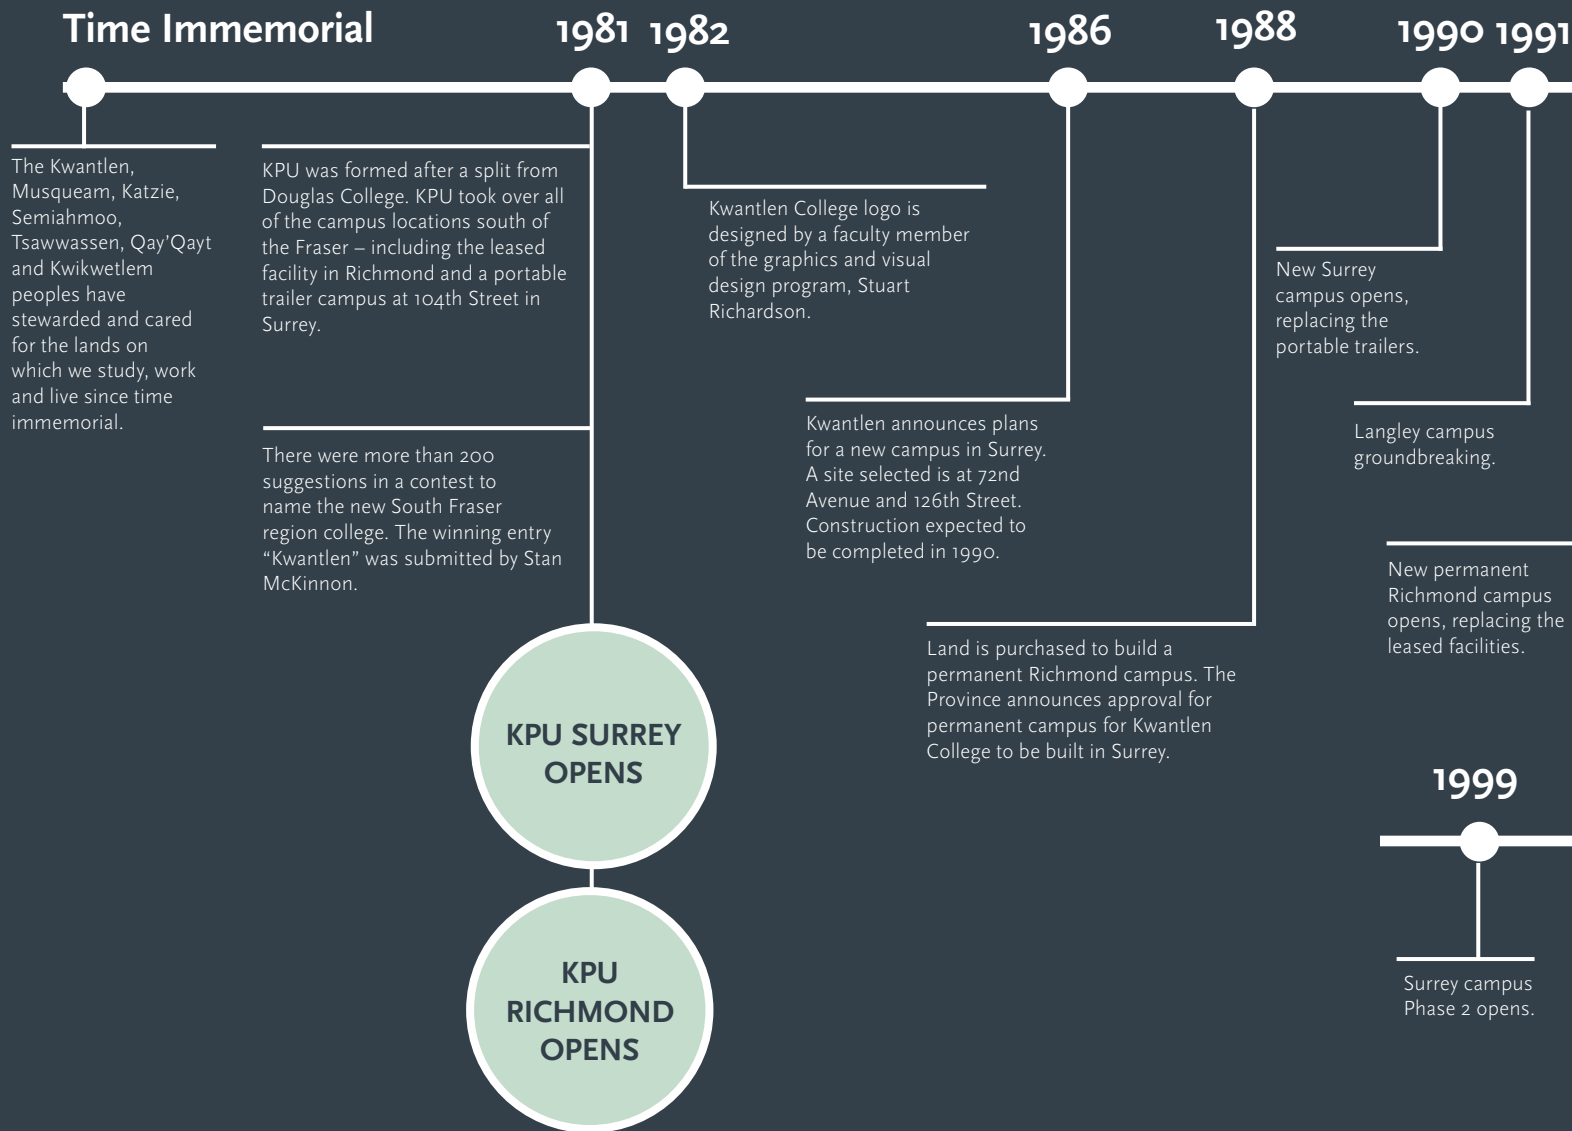 Time Immemorial
1981
1982
1986
1988
1990
1991
The Kwantlen,
Musqueam, Katzie,
Semiahmoo,
Tsawwassen, Qay’Qayt
and Kwikwetlem
peoples have
stewarded and cared
for the lands on
which we study, work
and live since time
immemorial.
KPU was formed after a split from
Douglas College. KPU took over all
of the campus locations south of
the Fraser – including the leased
facility in Richmond and a portable
trailer campus at 104th Street in
Surrey.
There were more than 200
suggestions in a contest to
name the new South Fraser
region college. The winning entry
“Kwantlen” was submitted by Stan
McKinnon.
KPU SURREY
OPENS
KPU
RICHMOND
OPENS
Kwantlen College logo is
designed by a faculty member
of the graphics and visual
design program, Stuart
Richardson.
Kwantlen announces plans
for a new campus in Surrey.
A site selected is at 72nd
Avenue and 126th Street.
Construction expected to
be completed in 1990.
Land is purchased to build a
permanent Richmond campus. The
Province announces approval for
permanent campus for Kwantlen
College to be built in Surrey.
New Surrey
campus opens,
replacing the
portable trailers.
Langley campus
groundbreaking.
New permanent
Richmond campus
opens, replacing the
leased facilities.
1999
Surrey campus
Phase 2 opens.